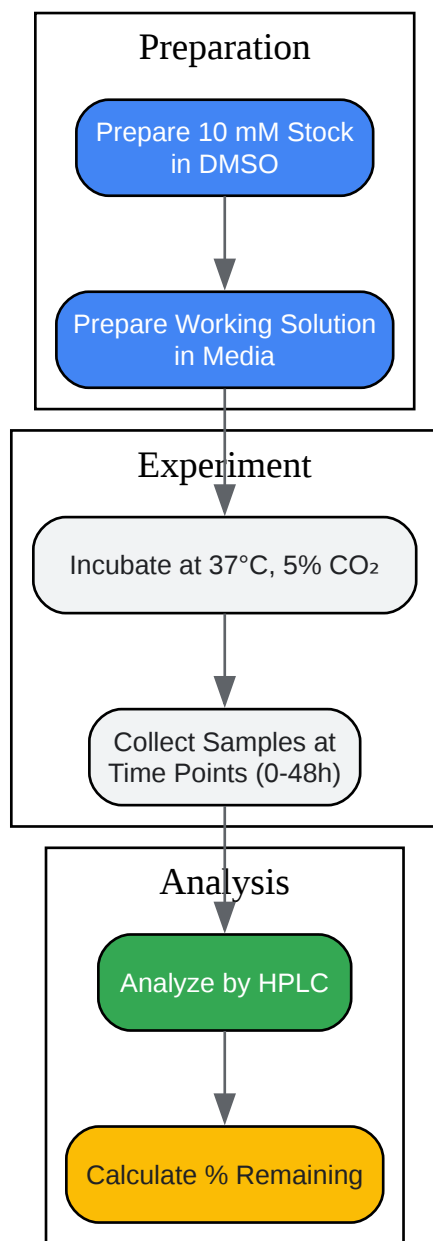 Preparation
Prepare 10 mM Stock
in DMSO
Prepare Working Solution
in Media
Experiment
Incubate at 37°C, 5% CO₂
Collect Samples at
Time Points (0-48h)
Analysis
Analyze by HPLC
Calculate % Remaining